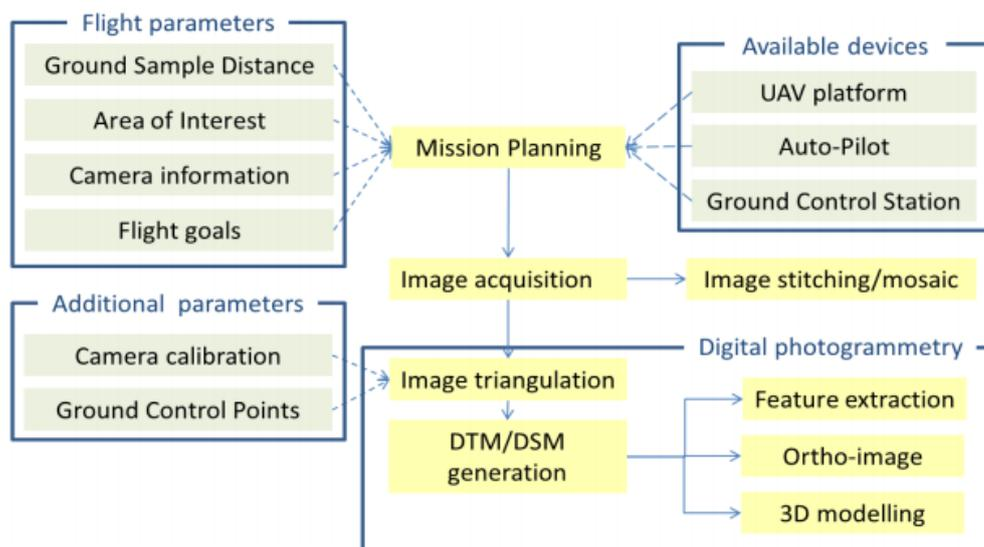 Flight parameters
Ground Sample Distance
Area of Interest
Camera information
Flight goals
Available devices
UAV platform
Auto-Pilot
Ground Control Station
Mission Planning
Image acquisition
Image stitching/mosaic
Additional parameters
Camera calibration
Ground Control Points
Digital photogrammetry
Image triangulation
DTM/DSM
generation
Feature extraction
Ortho-image
3D modelling